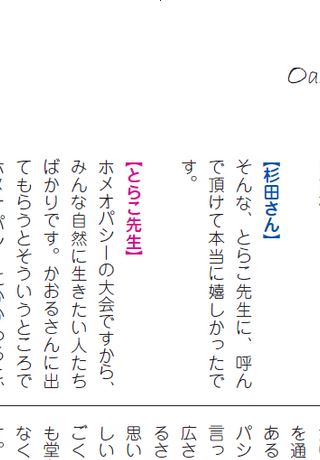 Oa
【杉田さん】
そんな、とらこ先生に、呼ん
で頂けて本当に嬉しかったで
す。
【とらこ先生】
ホメオパシーの大会ですから、
みんな自然に生きたい人たち
ばかりです。かおるさんに出
てもらうとそういうところで
を通
ある
パシ
言っ
広さ
るさ
思い
しい
ごく
も堂
なく
す。